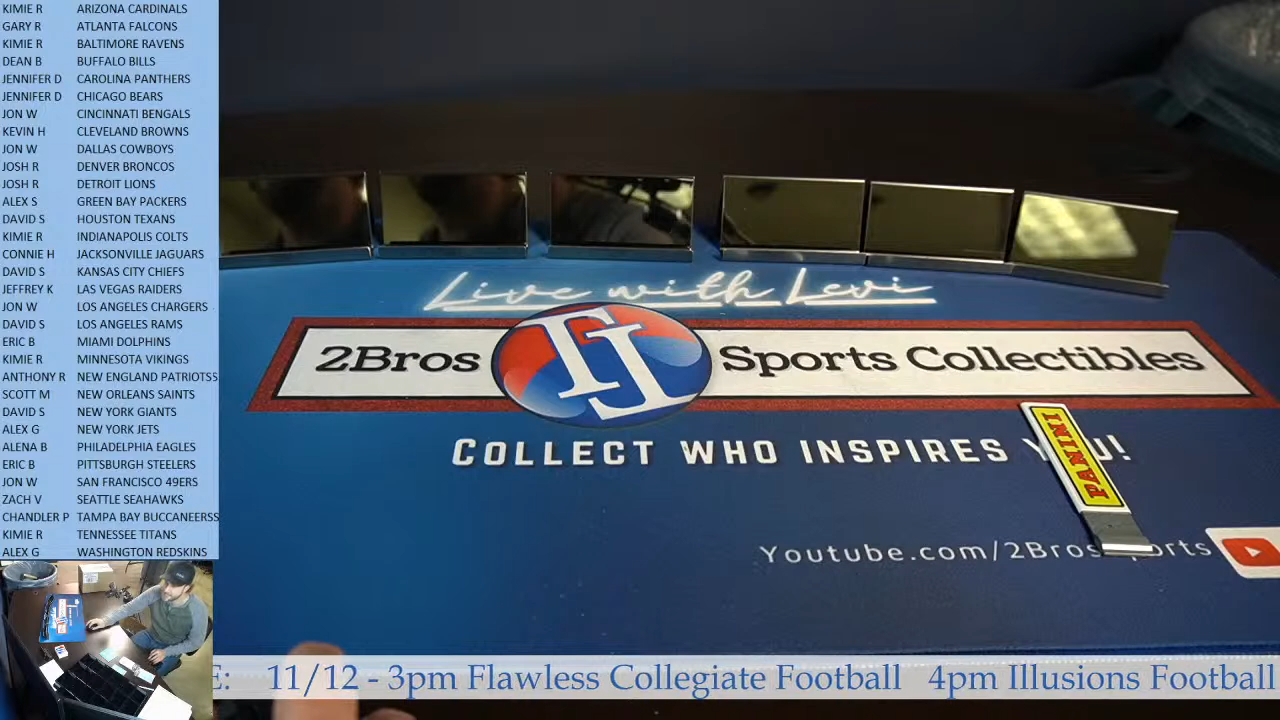 KIMIE R ARIZONA CARDINALS
GARY R ATLANTA FALCONS
KIMIE R BALTIMORE RAVENS
DEAN B BUFFALO BILLS
JENNIFER D CAROLINA PANTHERS
JENNIFER D CHICAGO BEARS
JON W CINCINNATI BENGALS
KEVIN H CLEVELAND BROWNS
JON W DALLAS COWBOYS
JOSH R DENVER BRONCOS
JOSH R DETROIT LIONS
ALEX S GREEN BAY PACKERS
DAVID S HOUSTON TEXANS
KIMIE R INDIANAPOLIS COLTS
CONNIE H JACKSONVILLE JAGUARS
DAVID S KANSAS CITY CHIEFS
JEFFREY K LAS VEGAS RAIDERS
JON W LOS ANGELES CHARGERS
DAVID S LOS ANGELES RAMS
ERIC B MIAMI DOLPHINS
KIMIE R MINNESOTA VIKINGS
ANTHONY R NEW ENGLAND PATRIOTSS
SCOTT M NEW ORLEANS SAINTS
DAVID S NEW YORK GIANTS
ALEX G NEW YORK JETS
ALENA B PHILADELPHIA EAGLES
ERIC B PITTSBURGH STEELERS
JON W SAN FRANCISCO 49ERS
ZACH V SEATTLE SEAHAWKS
CHANDLER P TAMPA BAY BUCCANEERSS
KIMIE R TENNESSEE TITANS
ALEX G WASHINGTON REDSKINS
Live with Levi
2Bros Sports Collectibles
COLLECT WHO INSPIRES
PANINI
Youtube.com/2Brossports
E: 11/12 - 3pm Flawless Collegiate Football 4pm Illusions Football